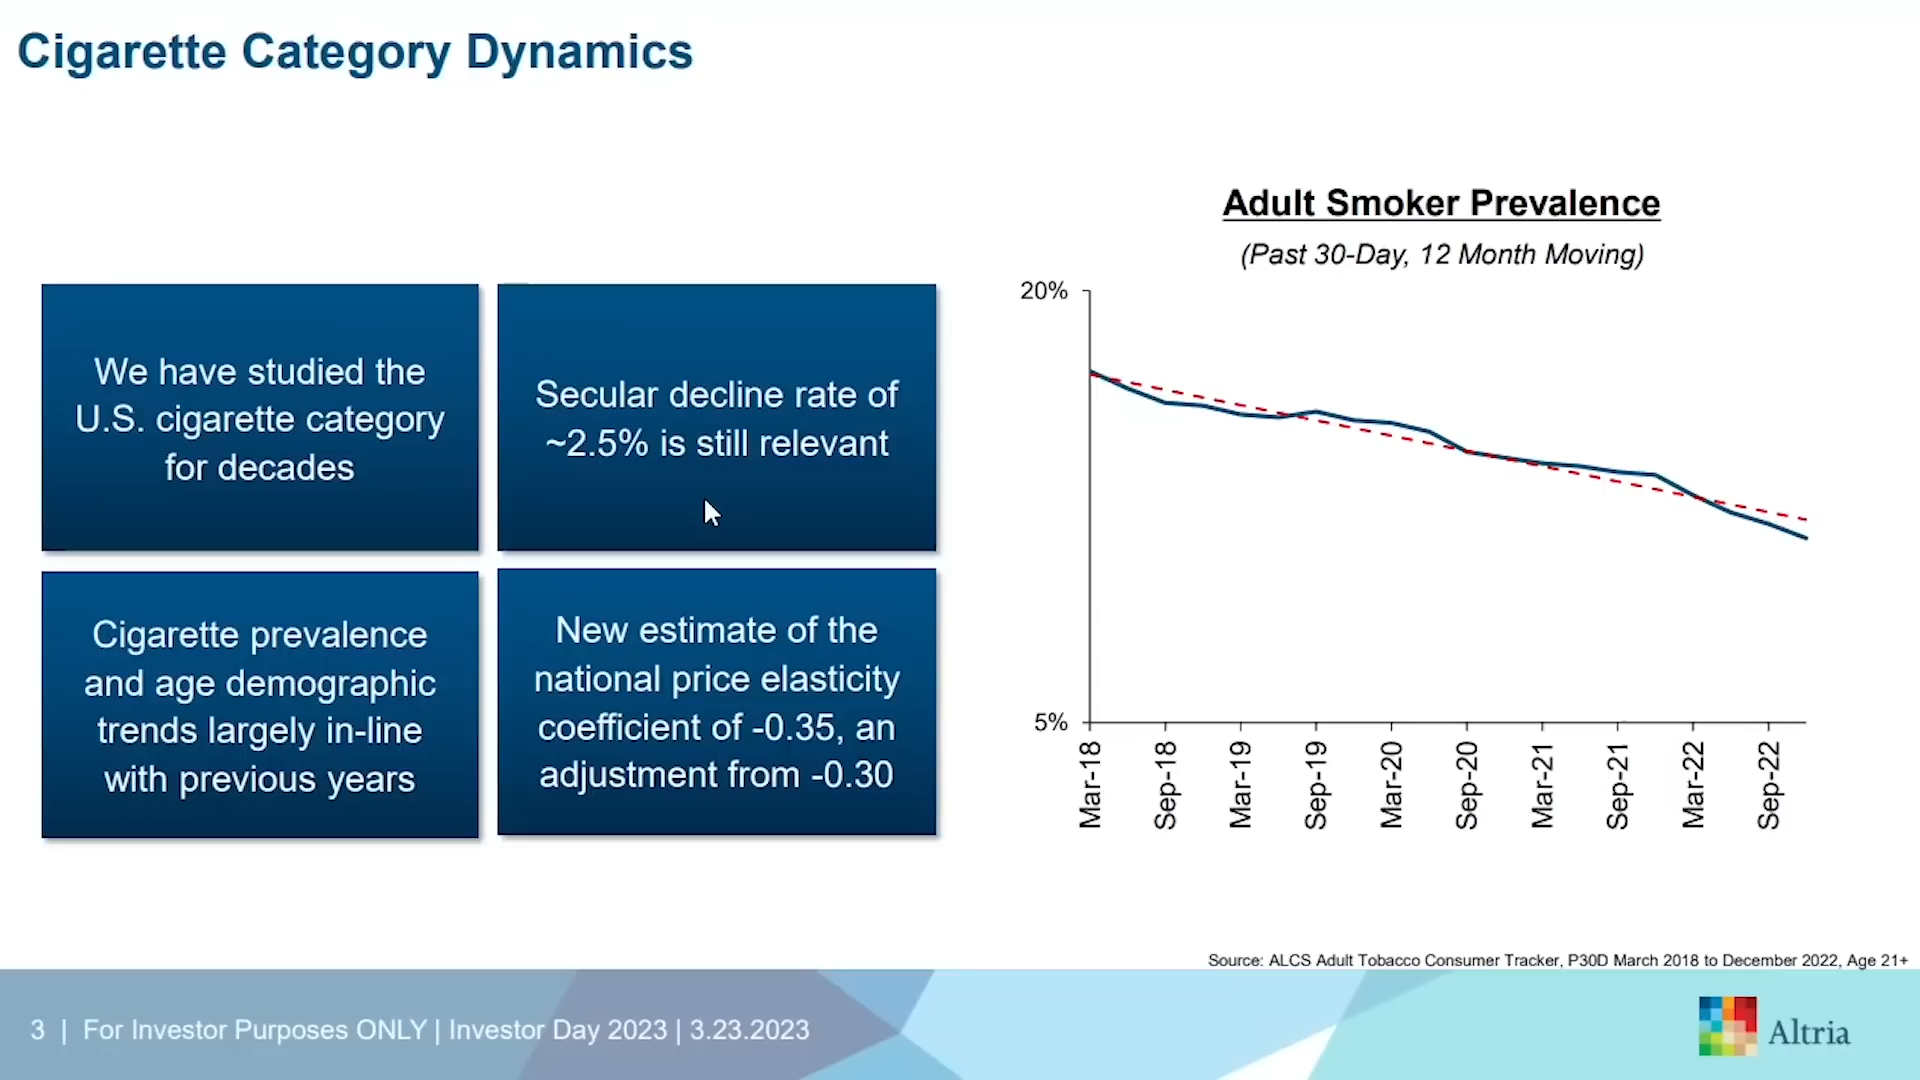 Cigarette Category Dynamics
We have studied the
U.S. cigarette category
for decades
Secular decline rate of
~2.5% is still relevant
Cigarette prevalence
and age demographic
trends largely in-line
with previous years
New estimate of the
national price elasticity
coefficient of -0.35, an
adjustment from -0.30
Adult Smoker Prevalence
(Past 30-Day, 12 Month Moving)
20%
5%
Mar-18
Sep-18
Mar-19
Sep-19
Mar-20
Sep-20
Mar-21
Sep-21
Mar-22
Sep-22
Source: ALCS Adult Tobacco Consumer Tracker, P30D March 2018 to December 2022, Age 21+
3 | For Investor Purposes ONLY | Investor Day 2023 | 3.23.2023
Altria